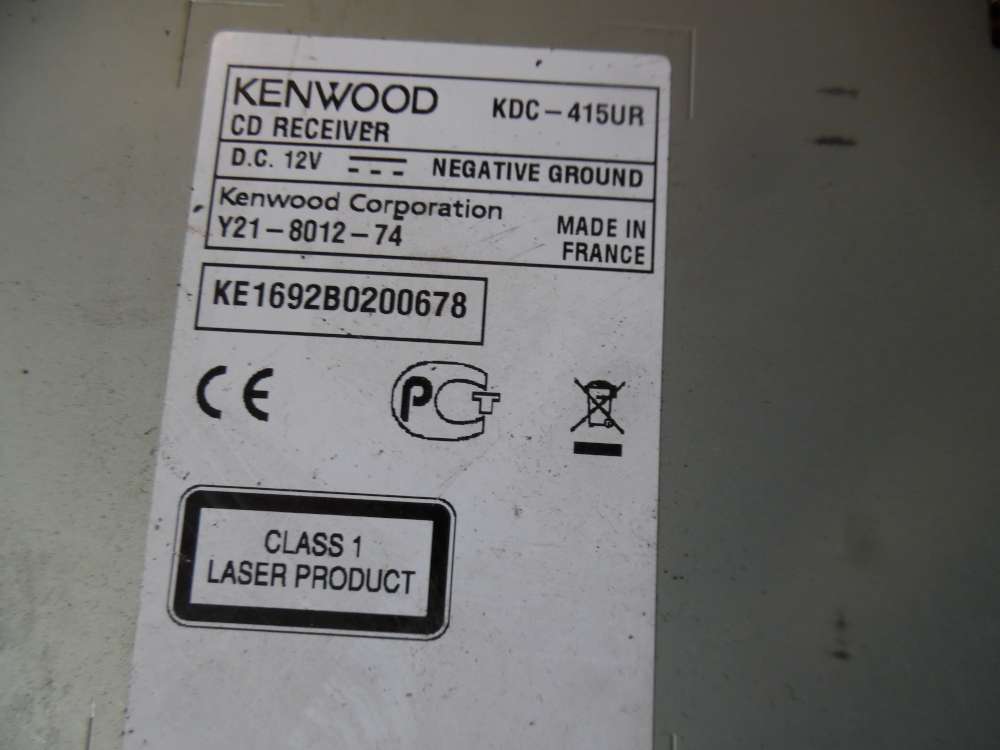 KENWOOD KDC-415UR
CD RECEIVER
D.C. 12V NEGATIVE GROUND
Kenwood Corporation
Y21-8012-74
MADE IN
FRANCE
KE1692B0200678
CE PCT
CLASS 1
LASER PRODUCT